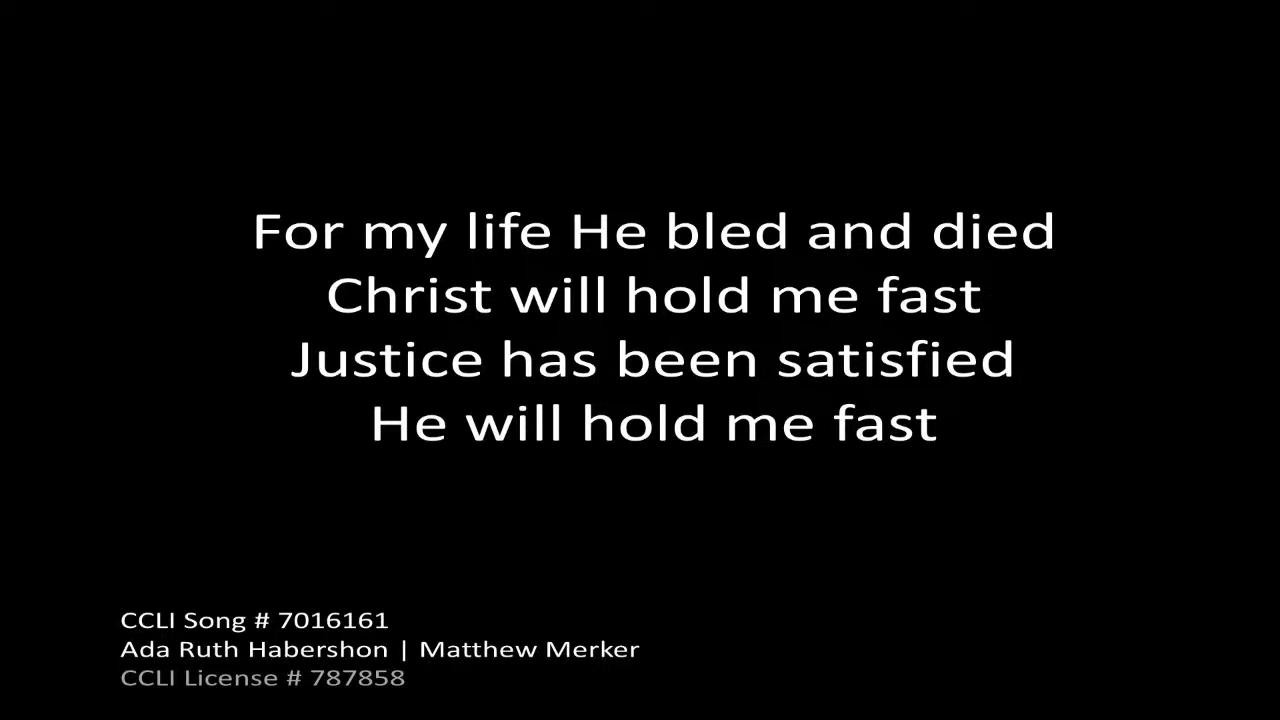 For my life He bled and died
Christ will hold me fast
Justice has been satisfied
He will hold me fast
CCLI Song # 7016161
Ada Ruth Habershon | Matthew Merker
CCLI License # 787858